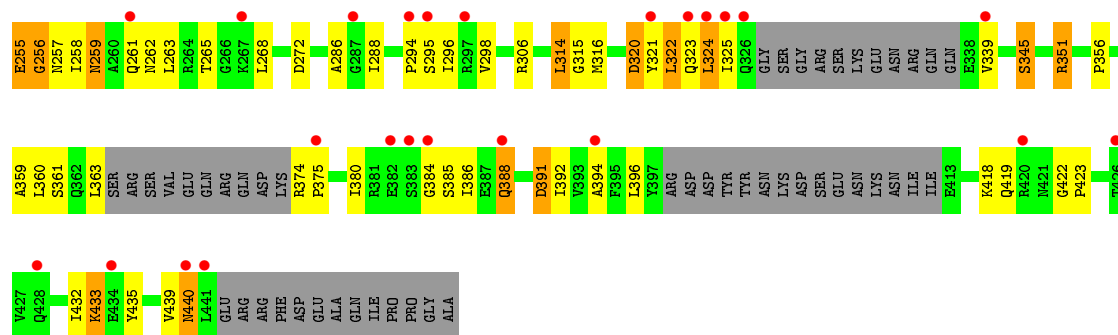 E255 G256 N257 I258 N259 A260 Q261 N262 L263 R264 T265 G266 K267 L268 D272 A286 G287 I288 P294 S295 I296 R297 V298 R306 L314 G315 M316 D320 Y321 L322 Q323 L324 I325 Q326 GLY SER GLY ARG SER LYS GLU ASN ARG GLN GLN E338 V339 S345 R351 P356
A359 L360 S361 Q362 L363 SER ARG SER VAL GLU GLN ARG GLN ASP LYS R374 P375 I380 R381 E382 S383 G384 S385 I386 E387 Q388 D391 I392 V393 A394 F395 L396 Y397 ARG ASP ASP TYR TYR ASN LYS ASP SER GLU ASN LYS ASN ILE ILE E413 K418 Q419 R420 N421 G422 P423 T426
V427 Q428 I432 K433 E434 Y435 V439 N440 L441 GLU ARG ARG PHE ASP GLU ALA GLN ILE PRO PRO GLY ALA